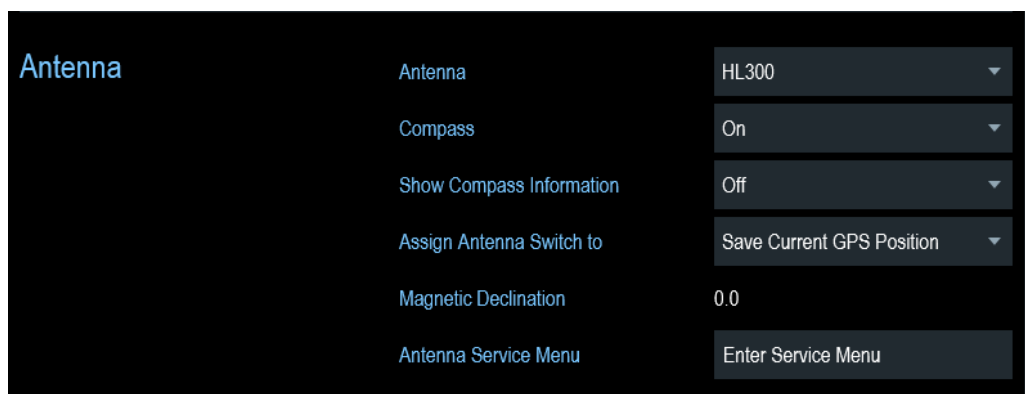 Antenna
Antenna HL300
Compass On
Show Compass Information Off
Assign Antenna Switch to Save Current GPS Position
Magnetic Declination 0.0
Antenna Service Menu Enter Service Menu